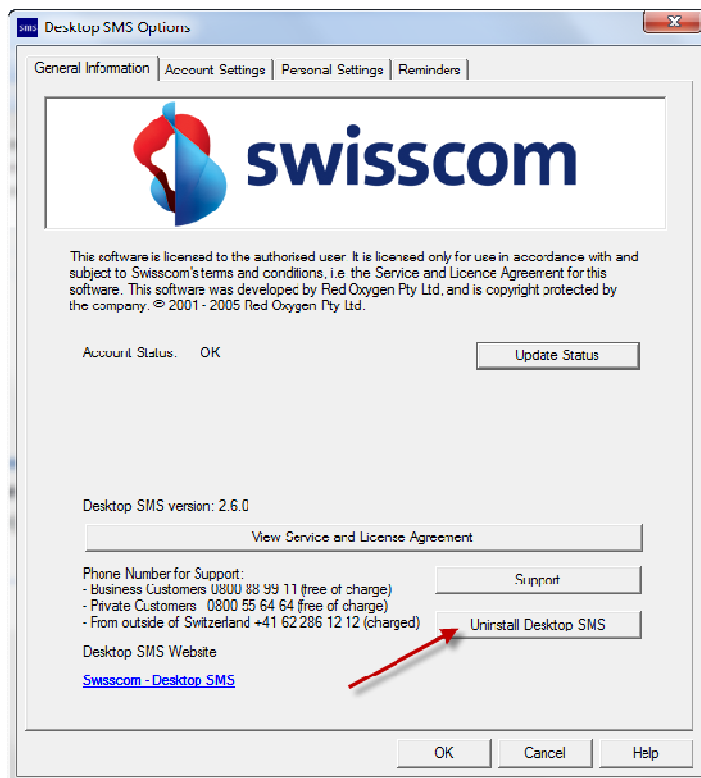 sms Desktop SMS Options
General Information Account Settings Personal Settings Reminders
swisscom
This software is licensed to the authorised user. It is licensed only for use in accordance with and
subject to Swisscom's terms and conditions, i.e. the Service and Licence Agreement for this
software. This software was developed by Red Oxygen Pty Ltd, and is copyright protected by
the company. © 2001 - 2005 Red Oxygen Pty Ltd.
Account Status: OK Update Status
Desktop SMS version: 2.6.0
View Service and License Agreement
Phone Number for Support:
- Business Customers 0800 88 99 11 (free of charge)
- Private Customers 0800 55 64 64 (free of charge)
- From outside of Switzerland +41 62 286 12 12 (charged)
Support
Uninstall Desktop SMS
Desktop SMS Website
Swisscom - Desktop SMS
OK Cancel Help